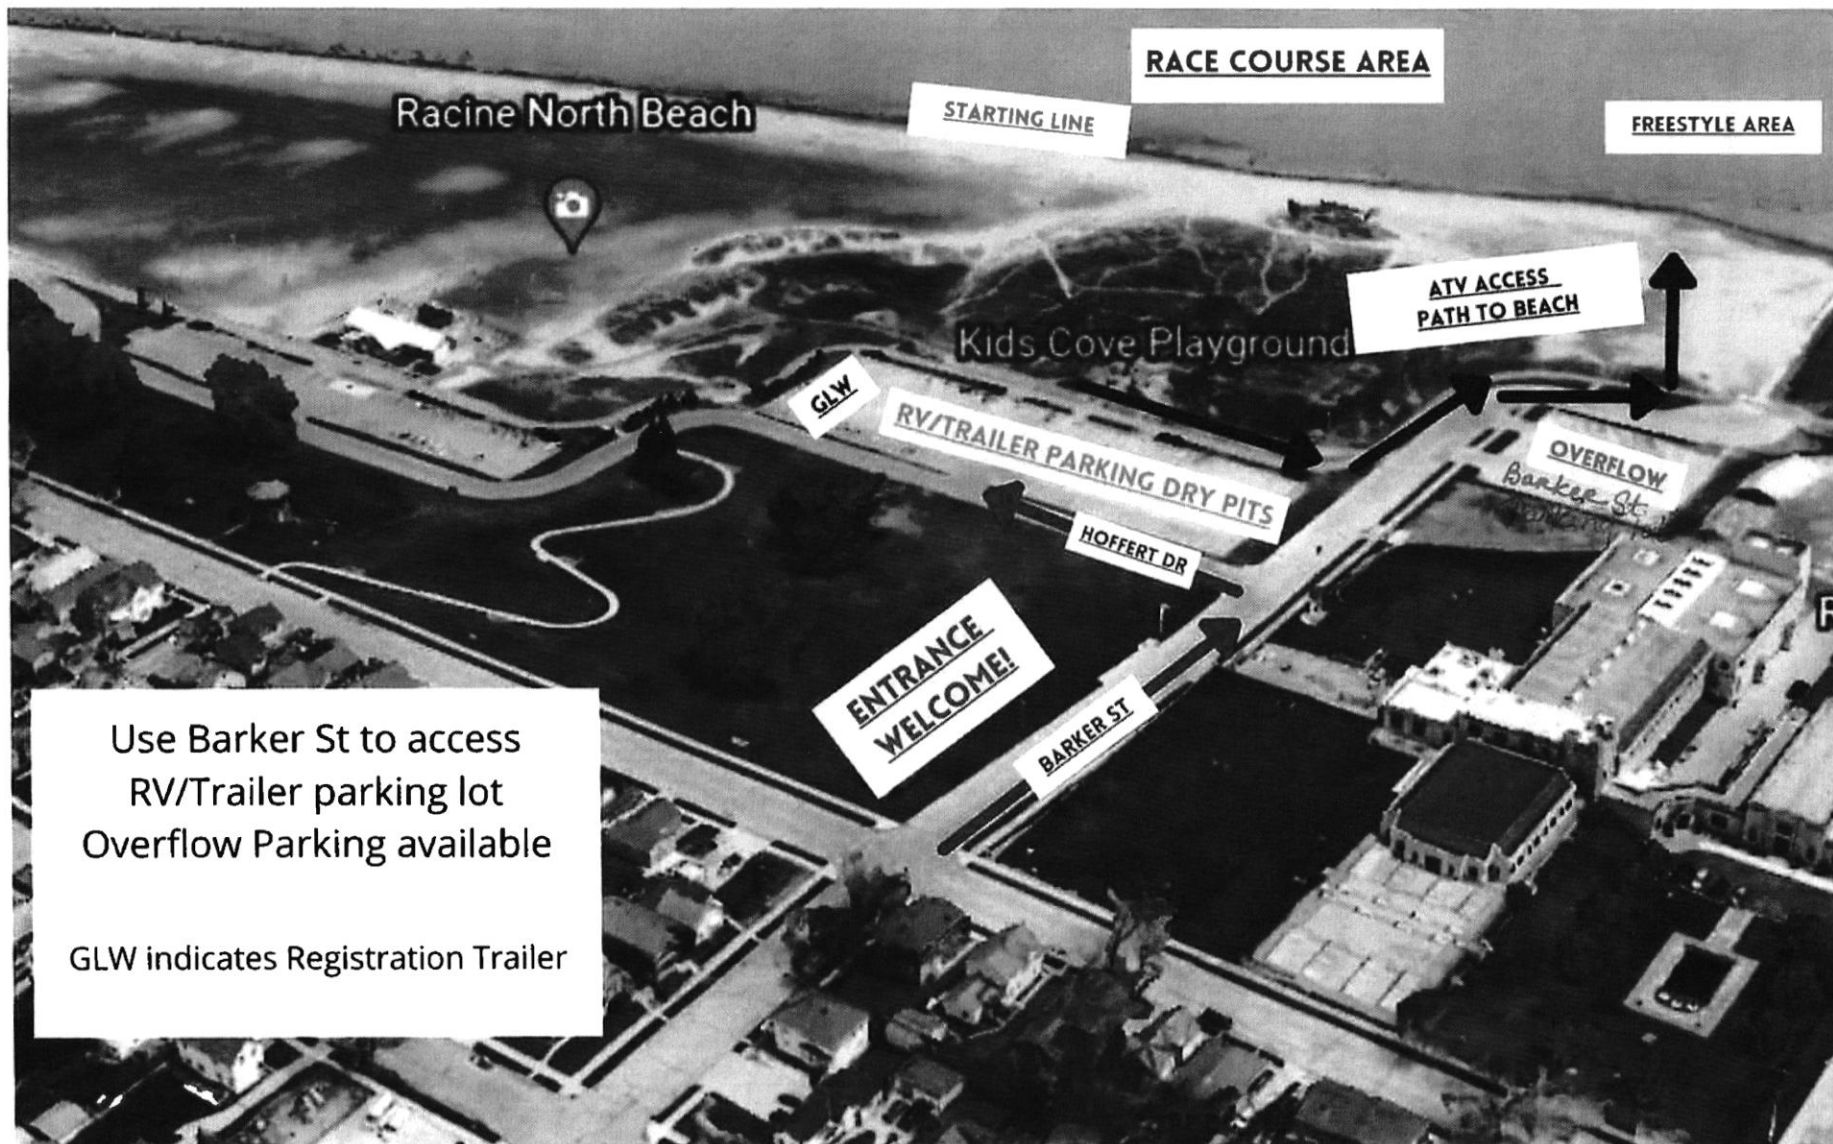 RACE COURSE AREA
Racine North Beach
STARTING LINE
FREESTYLE AREA
ATV ACCESS
PATH TO BEACH
Kids Cove Playground
GLW
RV/TRAILER PARKING DRY PITS
OVERFLOW
Barker St.
HOFFERT DR
ENTRANCE
WELCOME!
BARKER ST
Use Barker St to access
RV/Trailer parking lot
Overflow Parking available
GLW indicates Registration Trailer